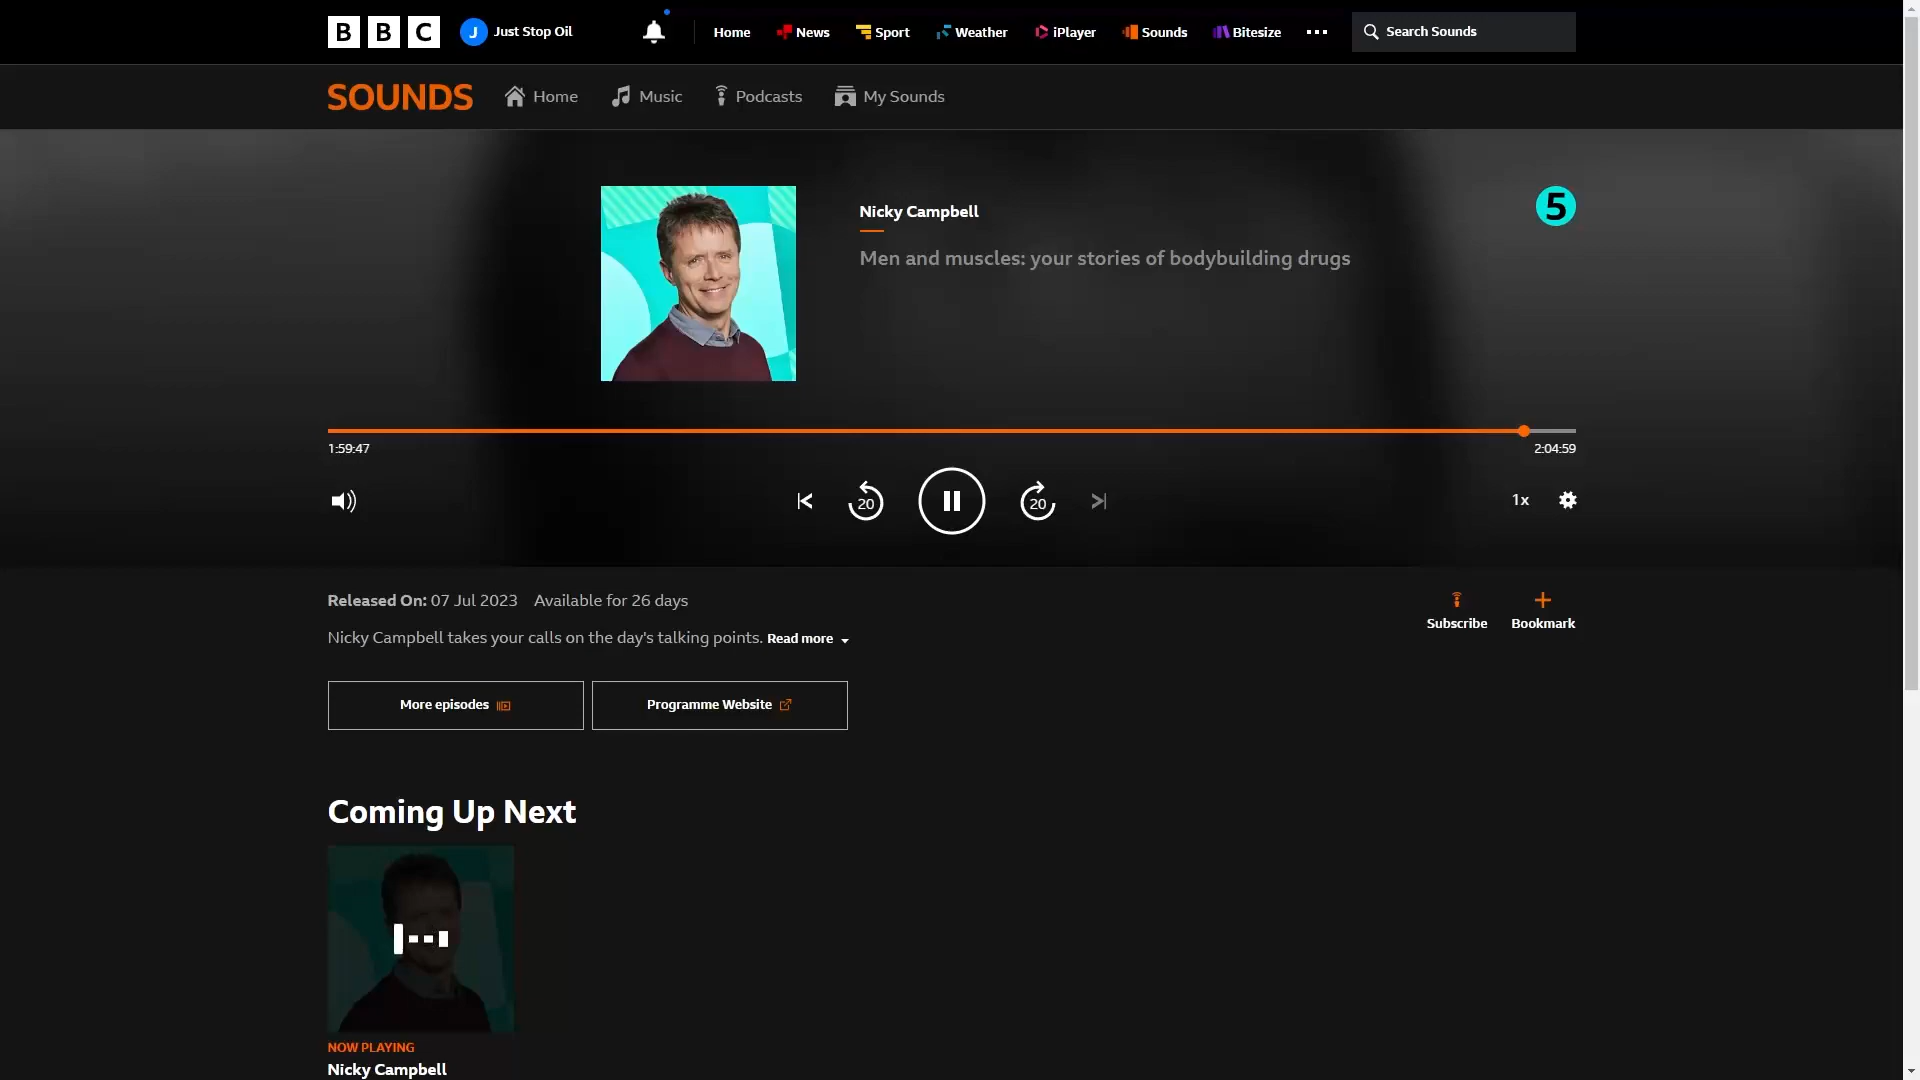 BBC J Just Stop Oil Home News Sport Weather iPlayer Sounds Bitesize Search Sounds
SOUNDS Home Music Podcasts My Sounds
Nicky Campbell
5
Men and muscles: your stories of bodybuilding drugs
1:59:47 2:04:59
20 20 1x
Released On: 07 Jul 2023 Available for 26 days
Subscribe Bookmark
Nicky Campbell takes your calls on the day's talking points. Read more
More episodes Programme Website
Coming Up Next
NOW PLAYING
Nicky Campbell